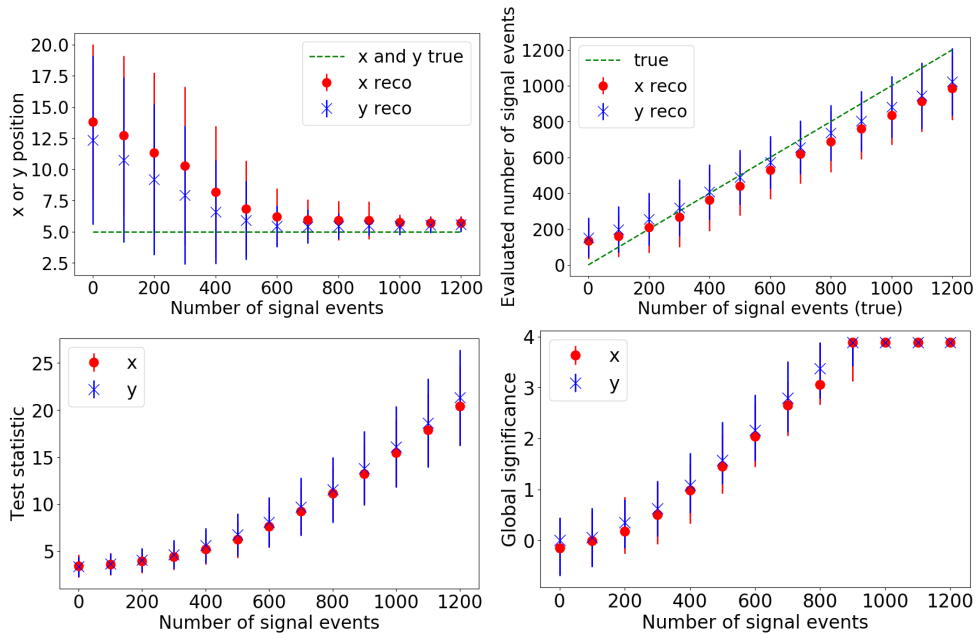 20.0
17.5
15.0
12.5
10.0
7.5
5.0
2.5
x or y position
x and y true
x reco
y reco
0 200 400 600 800 1000 1200
Number of signal events
1200
1000
800
600
400
200
0
Evaluated number of signal events
true
x reco
y reco
0 200 400 600 800 1000 1200
Number of signal events (true)
25
20
15
10
5
Test statistic
x
y
0 200 400 600 800 1000 1200
Number of signal events
4
3
2
1
0
Global significance
x
y
0 200 400 600 800 1000 1200
Number of signal events